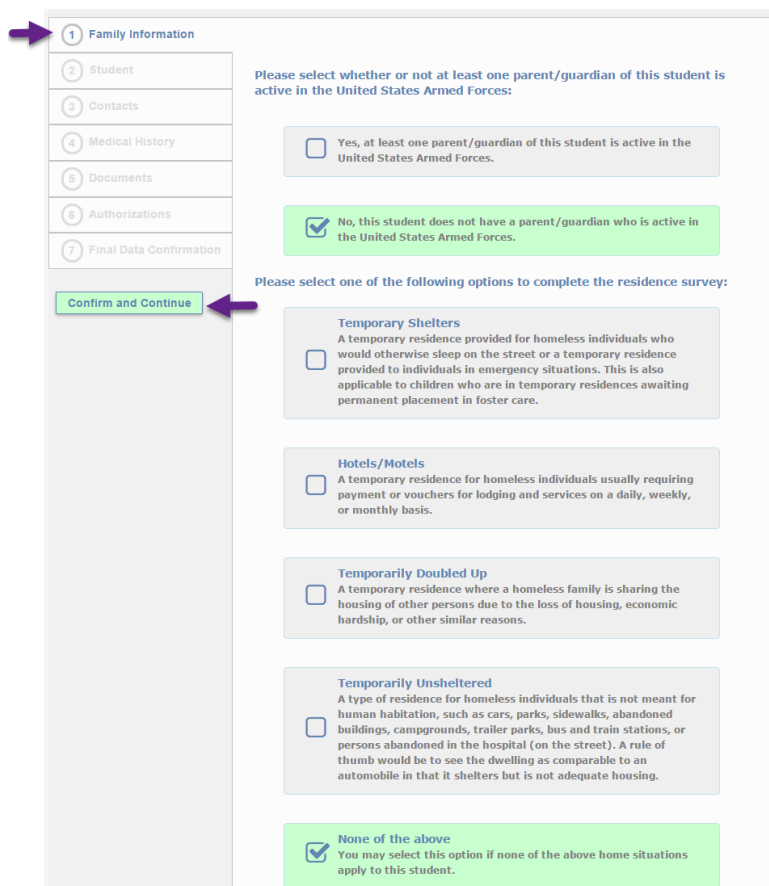 1 Family Information
2 Student
3 Contacts
4 Medical History
5 Documents
6 Authorizations
7 Final Data Confirmation
Confirm and Continue
Please select whether or not at least one parent/guardian of this student is
active in the United States Armed Forces:
Yes, at least one parent/guardian of this student is active in the
United States Armed Forces.
No, this student does not have a parent/guardian who is active in
the United States Armed Forces.
Please select one of the following options to complete the residence survey:
Temporary Shelters
A temporary residence provided for homeless individuals who
would otherwise sleep on the street or a temporary residence
provided to individuals in emergency situations. This is also
applicable to children who are in temporary residences awaiting
permanent placement in foster care.
Hotels/Motels
A temporary residence for homeless individuals usually requiring
payment or vouchers for lodging and services on a daily, weekly,
or monthly basis.
Temporarily Doubled Up
A temporary residence where a homeless family is sharing the
housing of other persons due to the loss of housing, economic
hardship, or other similar reasons.
Temporarily Unsheltered
A type of residence for homeless individuals that is not meant for
human habitation, such as cars, parks, sidewalks, abandoned
buildings, campgrounds, trailer parks, bus and train stations, or
persons abandoned in the hospital (on the street). A rule of
thumb would be to see the dwelling as comparable to an
automobile in that it shelters but is not adequate housing.
None of the above
You may select this option if none of the above home situations
apply to this student.